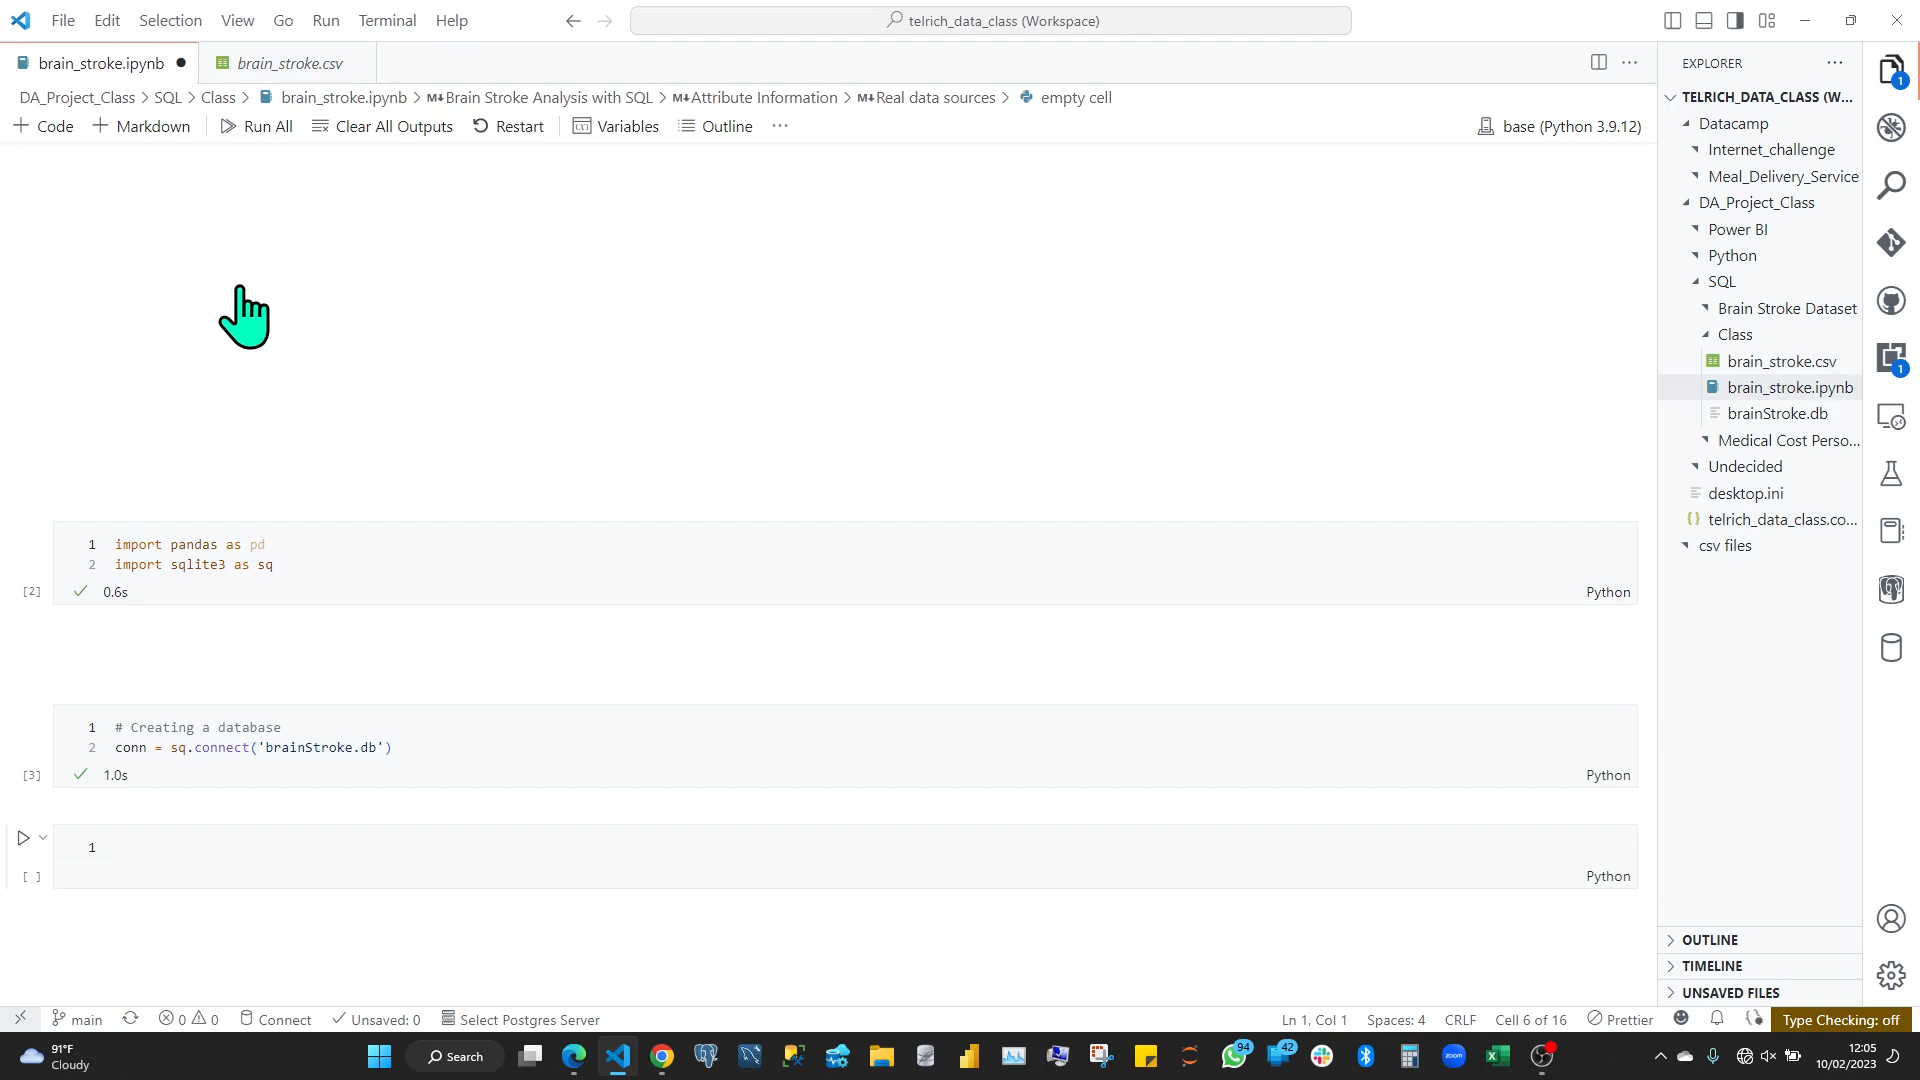 File Edit Selection View Go Run Terminal Help
telrich_data_class (Workspace)
brain_stroke.ipynb
brain_stroke.csv
DA_Project_Class > SQL > Class > brain_stroke.ipynb > M↓Brain Stroke Analysis with SQL > M↓Attribute Information > M↓Real data sources > empty cell
+ Code + Markdown Run All Clear All Outputs Restart Variables Outline ...
base (Python 3.9.12)
1 import pandas as pd
2 import sqlite3 as sq
[2] 0.6s Python
1 # Creating a database
2 conn = sq.connect('brainStroke.db')
[3] 1.0s Python
1
[ ] Python
EXPLORER
TELRICH_DATA_CLASS (W...
Datacamp
Internet_challenge
Meal_Delivery_Service
DA_Project_Class
Power BI
Python
SQL
Brain Stroke Dataset
Class
brain_stroke.csv
brain_stroke.ipynb
brainStroke.db
Medical Cost Perso...
Undecided
desktop.ini
{} telrich_data_class.co...
csv files
OUTLINE
TIMELINE
UNSAVED FILES
1
1
main 0 0 Connect Unsaved: 0 Select Postgres Server
Ln 1, Col 1 Spaces: 4 CRLF Cell 6 of 16 Prettier Type Checking: off
91°F
Cloudy
Search
94
42
zoom
12:05
10/02/2023